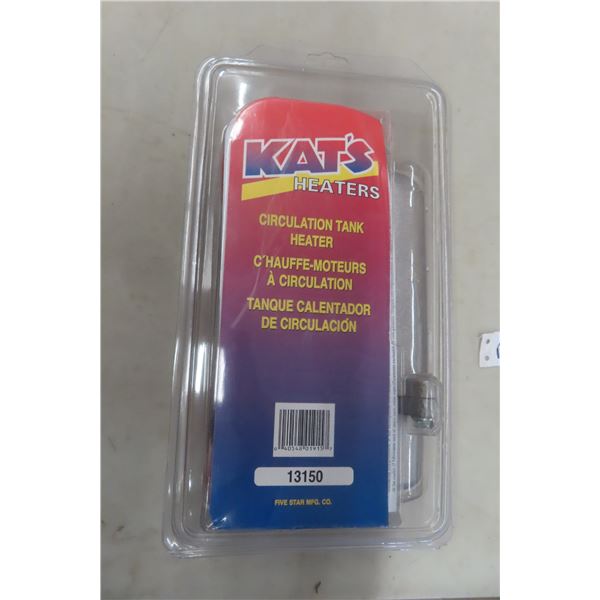 KAT'S
HEATERS
CIRCULATION TANK
HEATER
C'HAUFFE-MOTEURS
À CIRCULATION
TANQUE CALENTADOR
DE CIRCULACIÓN
13150
FIVE STAR MFG. CO.